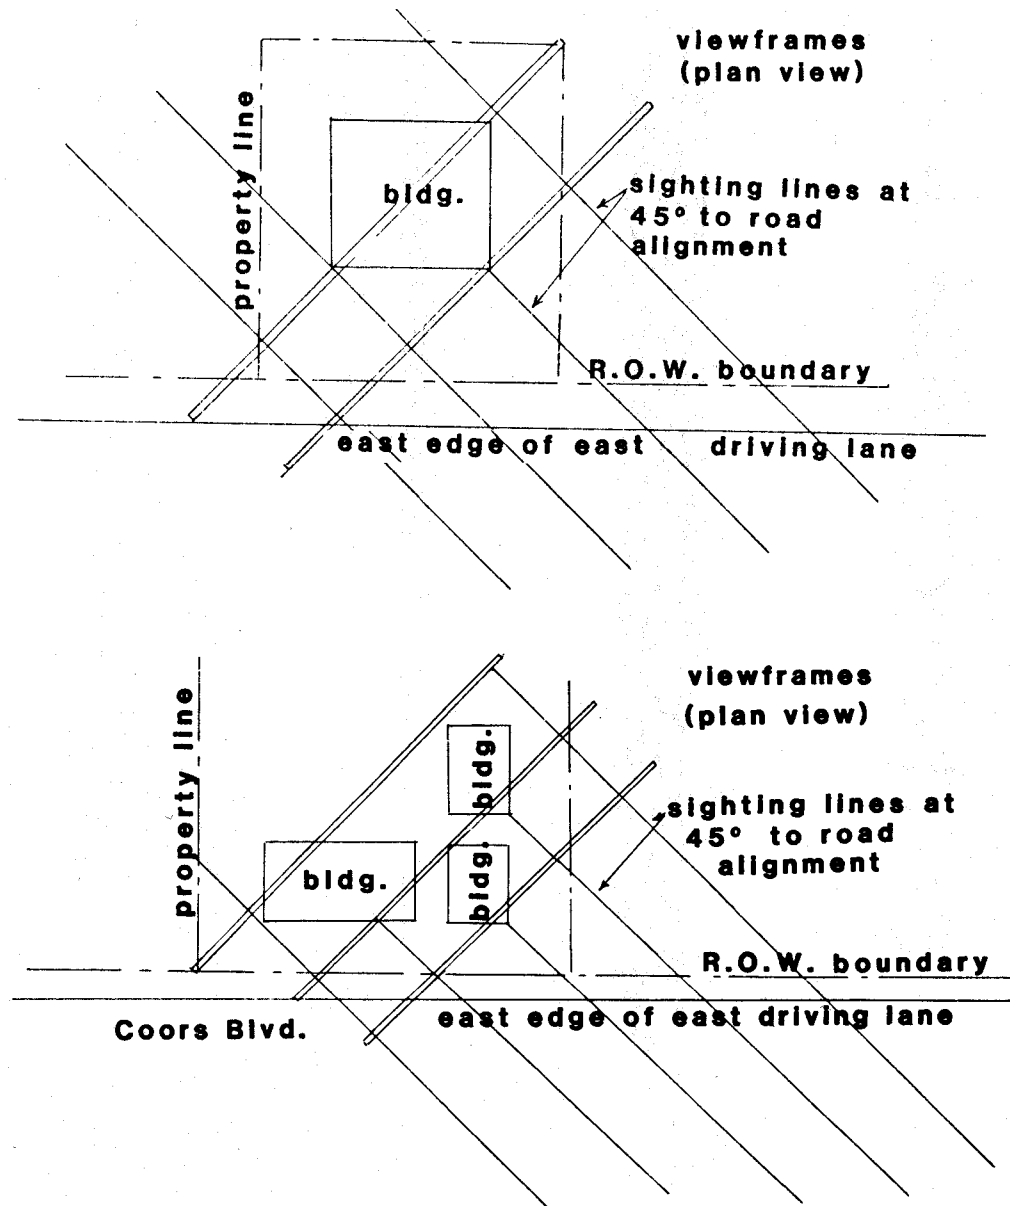 viewframes
(plan view)
property line
bldg.
sighting lines at
45° to road
alignment
R.O.W. boundary
east edge of east driving lane
viewframes
(plan view)
property line
bldg.
bldg.
bldg.
sighting lines at
45° to road
alignment
R.O.W. boundary
Coors Blvd.
east edge of east driving lane